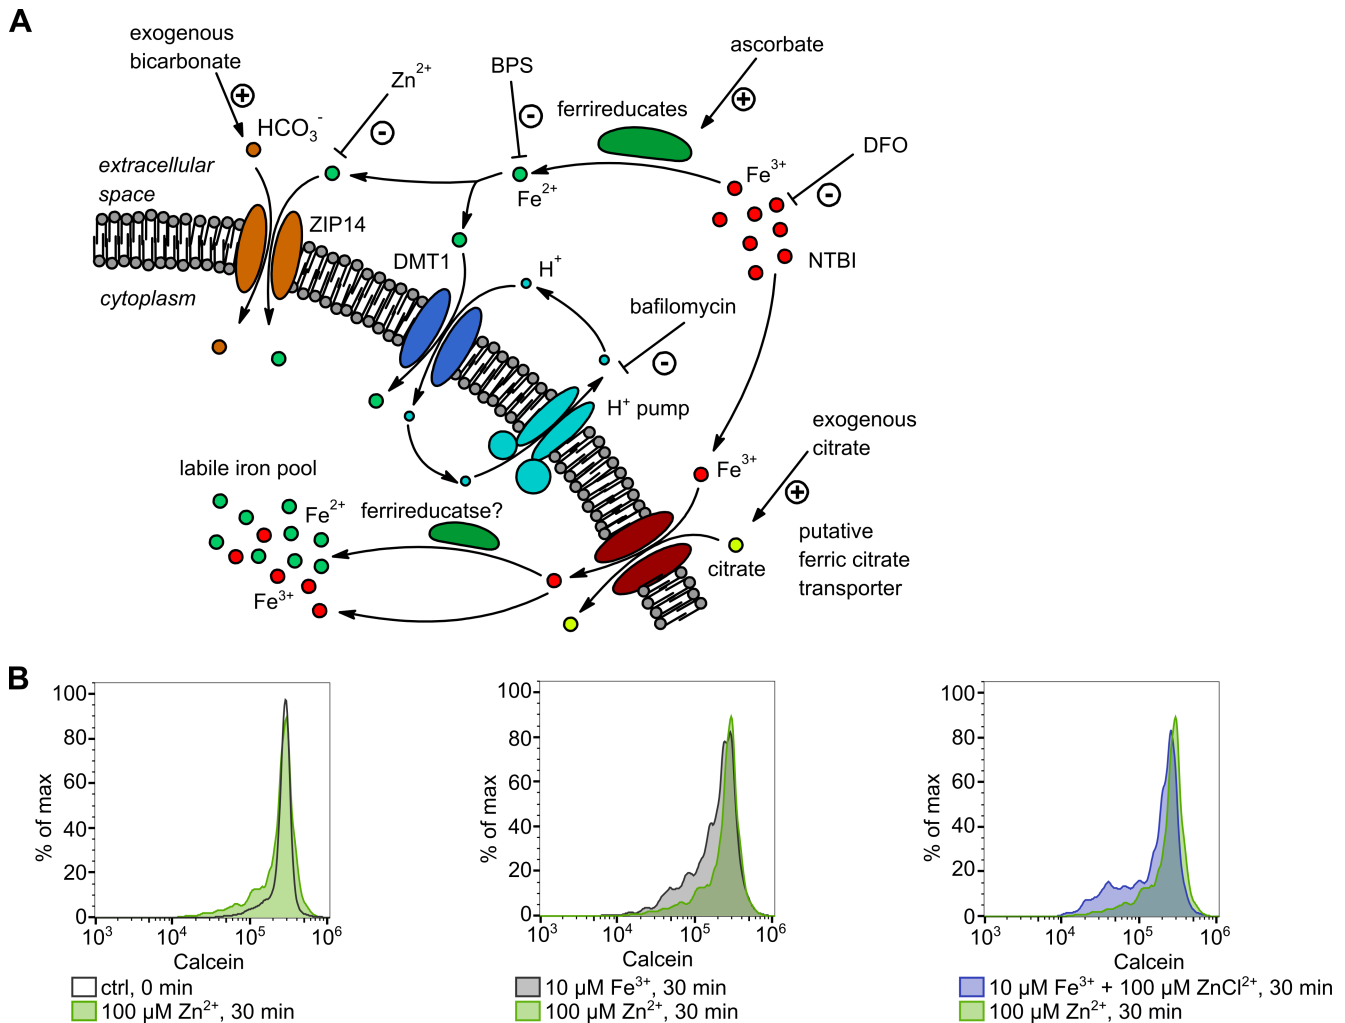 A
exogenous
bicarbonate
+
HCO₃⁻
Zn²⁺
-
BPS
-
ferrireducates
ascorbate
+
DFO
-
Fe³⁺
NTBI
Fe²⁺
extracellular
space
ZIP14
cytoplasm
DMT1
H⁺
bafilomycin
-
H⁺ pump
exogenous
citrate
+
Fe³⁺
putative
ferric citrate
transporter
citrate
labile iron pool
Fe²⁺
ferrireducatse?
Fe³⁺
B
% of max
100
80
60
40
20
0
10³ 10⁴ 10⁵ 10⁶
Calcein
ctrl, 0 min
100 µM Zn²⁺, 30 min
% of max
100
80
60
40
20
0
10³ 10⁴ 10⁵ 10⁶
Calcein
10 µM Fe³⁺, 30 min
100 µM Zn²⁺, 30 min
% of max
100
80
60
40
20
0
10³ 10⁴ 10⁵ 10⁶
Calcein
10 µM Fe³⁺ + 100 µM ZnCl²⁺, 30 min
100 µM Zn²⁺, 30 min